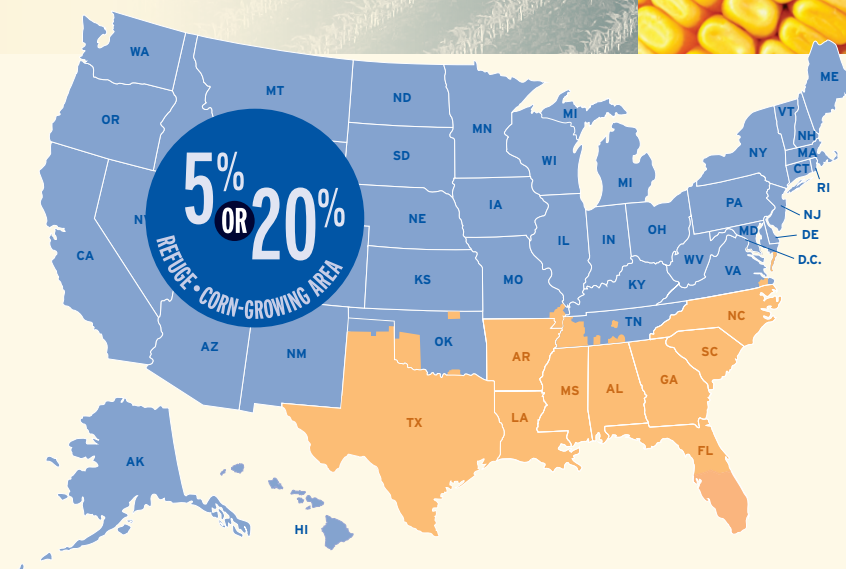 WA
MT
ND
MN
MI
ME
OR
VT
NH
NY
MA
CT
RI
SD
WI
MI
5%
OR
20%
REFUGE • CORN-GROWING AREA
NV
NE
IA
PA
NJ
CA
IL
IN
OH
MD
DE
D.C.
KS
MO
WV
VA
KY
AZ
NM
OK
TN
NC
AR
SC
TX
MS
AL
GA
LA
FL
AK
HI